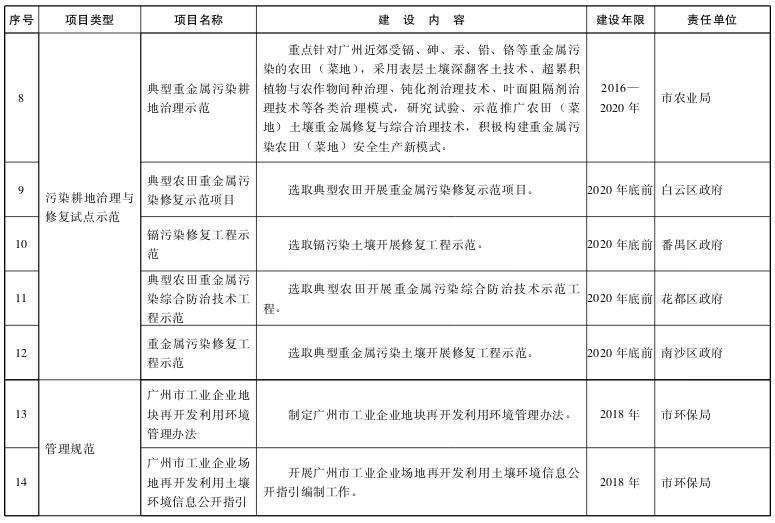 序号 项目类型 项目名称 建设内容 建设年限 责任单位
8
污染耕地治理与
修复试点示范
典型重金属污染耕
地治理示范
重点针对广州近郊受镉、砷、汞、铅、铬等重金属污
染的农田（菜地），采用表层土壤深翻客土技术、超累积
植物与农作物间种治理、钝化剂治理技术、叶面阻隔剂治
理技术等各类治理模式，研究试验、示范推广农田（菜
地）土壤重金属修复与综合治理技术，积极构建重金属污
染农田（菜地）安全生产新模式。
2016—
2020 年
市农业局
9
典型农田重金属污
染修复示范项目
选取典型农田开展重金属污染修复示范项目。
2020 年底前
白云区政府
10
镉污染修复工程示
范
选取镉污染土壤开展修复工程示范。
2020 年底前
番禺区政府
11
典型农田重金属污
染综合防治技术工
程示范
选取典型农田开展重金属污染综合防治技术示范工
程。
2020 年底前
花都区政府
12
重金属污染修复工
程示范
选取典型重金属污染土壤开展修复工程示范。
2020 年底前
南沙区政府
13
管理规范
广州市工业企业地
块再开发利用环境
管理办法
制定广州市工业企业地块再开发利用环境管理办法。
2018 年
市环保局
14
广州市工业企业场
地再开发利用土壤
环境信息公开指引
开展广州市工业企业场地再开发利用土壤环境信息公
开指引编制工作。
2018 年
市环保局